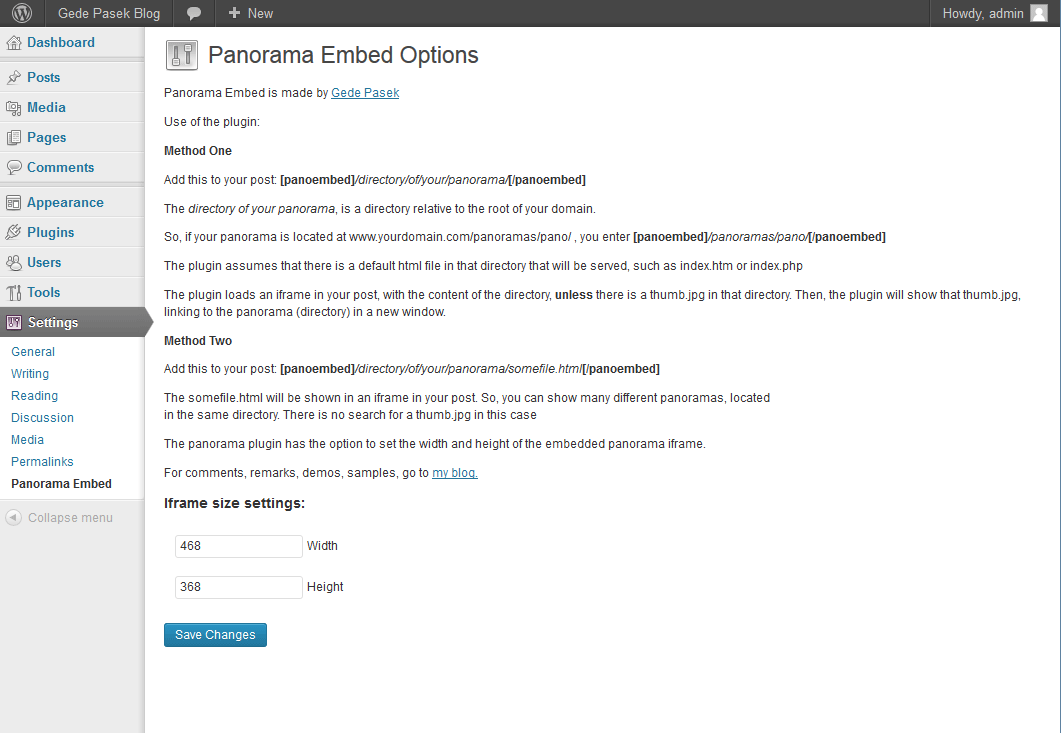 Gede Pasek Blog
New
Howdy, admin
Dashboard
Posts
Media
Pages
Comments
Appearance
Plugins
Users
Tools
Settings
General
Writing
Reading
Discussion
Media
Permalinks
Panorama Embed
Collapse menu
Panorama Embed Options
Panorama Embed is made by Gede Pasek
Use of the plugin:
Method One
Add this to your post: [panoembed]/directory/of/your/panorama/[/panoembed]
The directory of your panorama, is a directory relative to the root of your domain.
So, if your panorama is located at www.yourdomain.com/panoramas/pano/ , you enter [panoembed]/panoramas/pano/[/panoembed]
The plugin assumes that there is a default html file in that directory that will be served, such as index.htm or index.php
The plugin loads an iframe in your post, with the content of the directory, unless there is a thumb.jpg in that directory. Then, the plugin will show that thumb.jpg,
linking to the panorama (directory) in a new window.
Method Two
Add this to your post: [panoembed]/directory/of/your/panorama/somefile.html[/panoembed]
The somefile.html will be shown in an iframe in your post. So, you can show many different panoramas, located
in the same directory. There is no search for a thumb.jpg in this case
The panorama plugin has the option to set the width and height of the embedded panorama iframe.
For comments, remarks, demos, samples, go to my blog.
Iframe size settings:
468 Width
368 Height
Save Changes